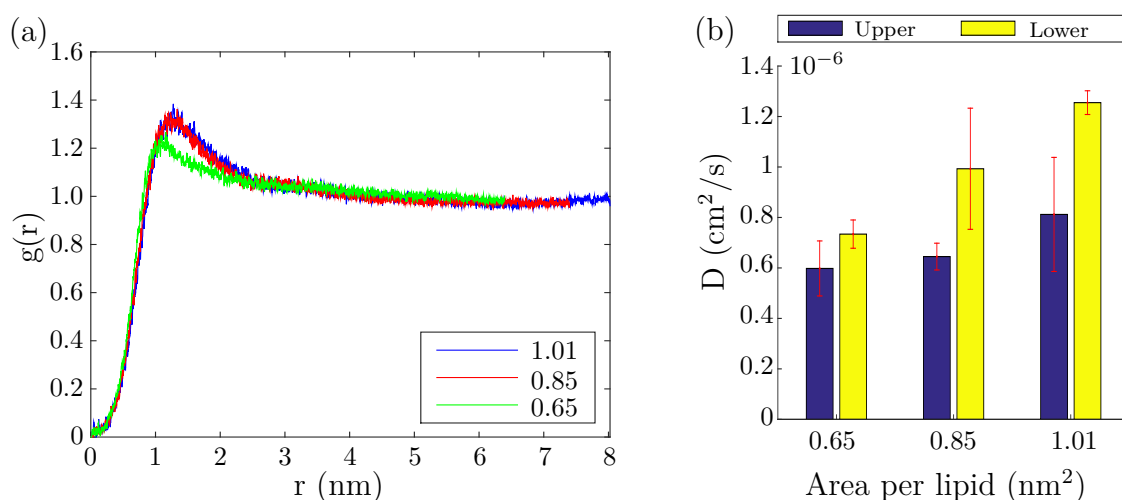 (a)
1.6
1.4
1.2
1.0
0.8
0.6
0.4
0.2
0
g(r)
0 1 2 3 4 5 6 7 8
r (nm)
1.01
0.85
0.65
(b)
Upper Lower
10⁻⁶
1.4
1.2
1
0.8
0.6
0.4
0.2
0
D (cm²/s)
0.65 0.85 1.01
Area per lipid (nm²)